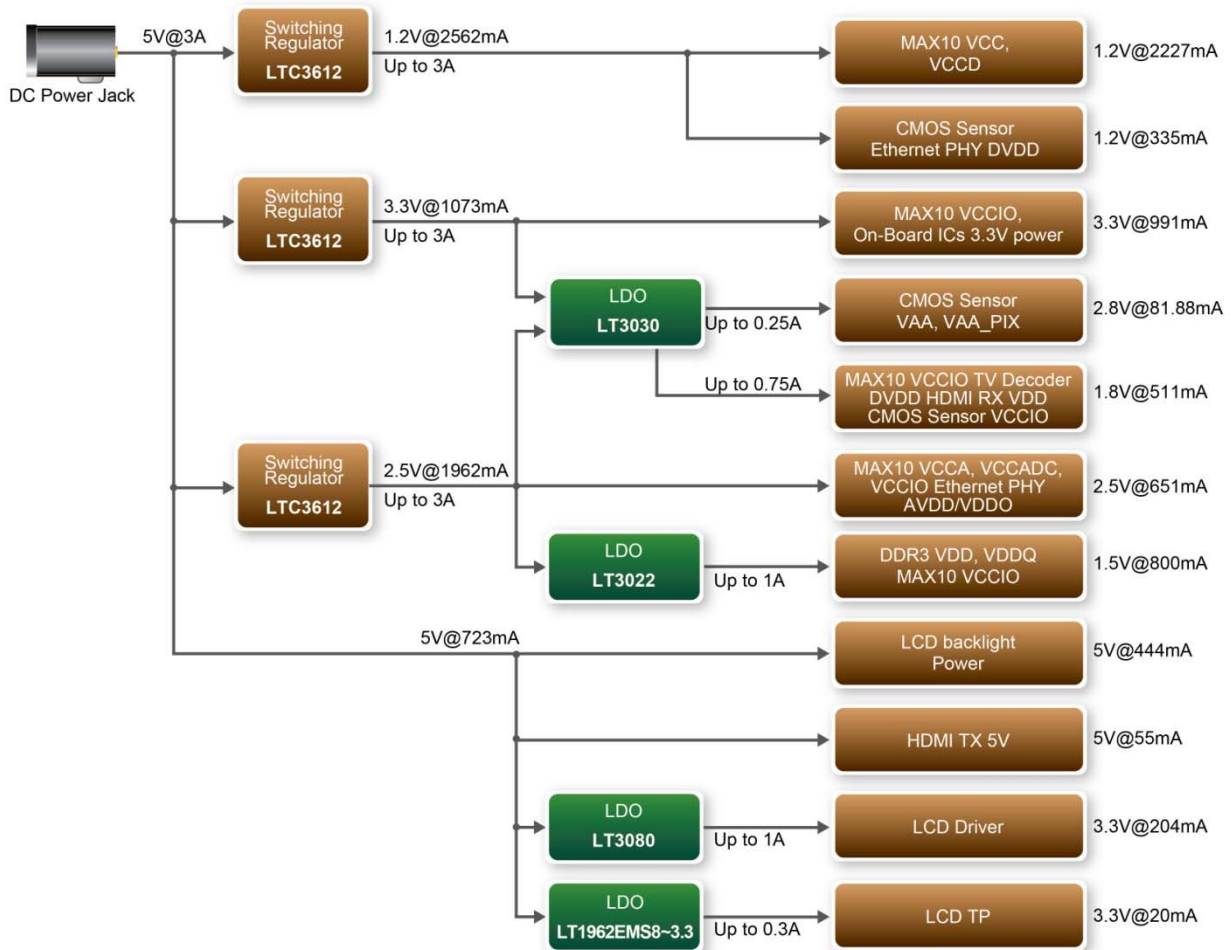 5V@3A
DC Power Jack
Switching
Regulator
LTC3612
1.2V@2562mA
Up to 3A
MAX10 VCC,
VCCD
1.2V@2227mA
CMOS Sensor
Ethernet PHY DVDD
1.2V@335mA
Switching
Regulator
LTC3612
3.3V@1073mA
Up to 3A
MAX10 VCCIO,
On-Board ICs 3.3V power
3.3V@991mA
LDO
LT3030
Up to 0.25A
CMOS Sensor
VAA, VAA_PIX
2.8V@81.88mA
Up to 0.75A
MAX10 VCCIO TV Decoder
DVDD HDMI RX VDD
CMOS Sensor VCCIO
1.8V@511mA
Switching
Regulator
LTC3612
2.5V@1962mA
Up to 3A
MAX10 VCCA, VCCADC,
VCCIO Ethernet PHY
AVDD/VDDO
2.5V@651mA
LDO
LT3022
Up to 1A
DDR3 VDD, VDDQ
MAX10 VCCIO
1.5V@800mA
5V@723mA
LCD backlight
Power
5V@444mA
HDMI TX 5V
5V@55mA
LDO
LT3080
Up to 1A
LCD Driver
3.3V@204mA
LDO
LT1962EMS8~3.3
Up to 0.3A
LCD TP
3.3V@20mA